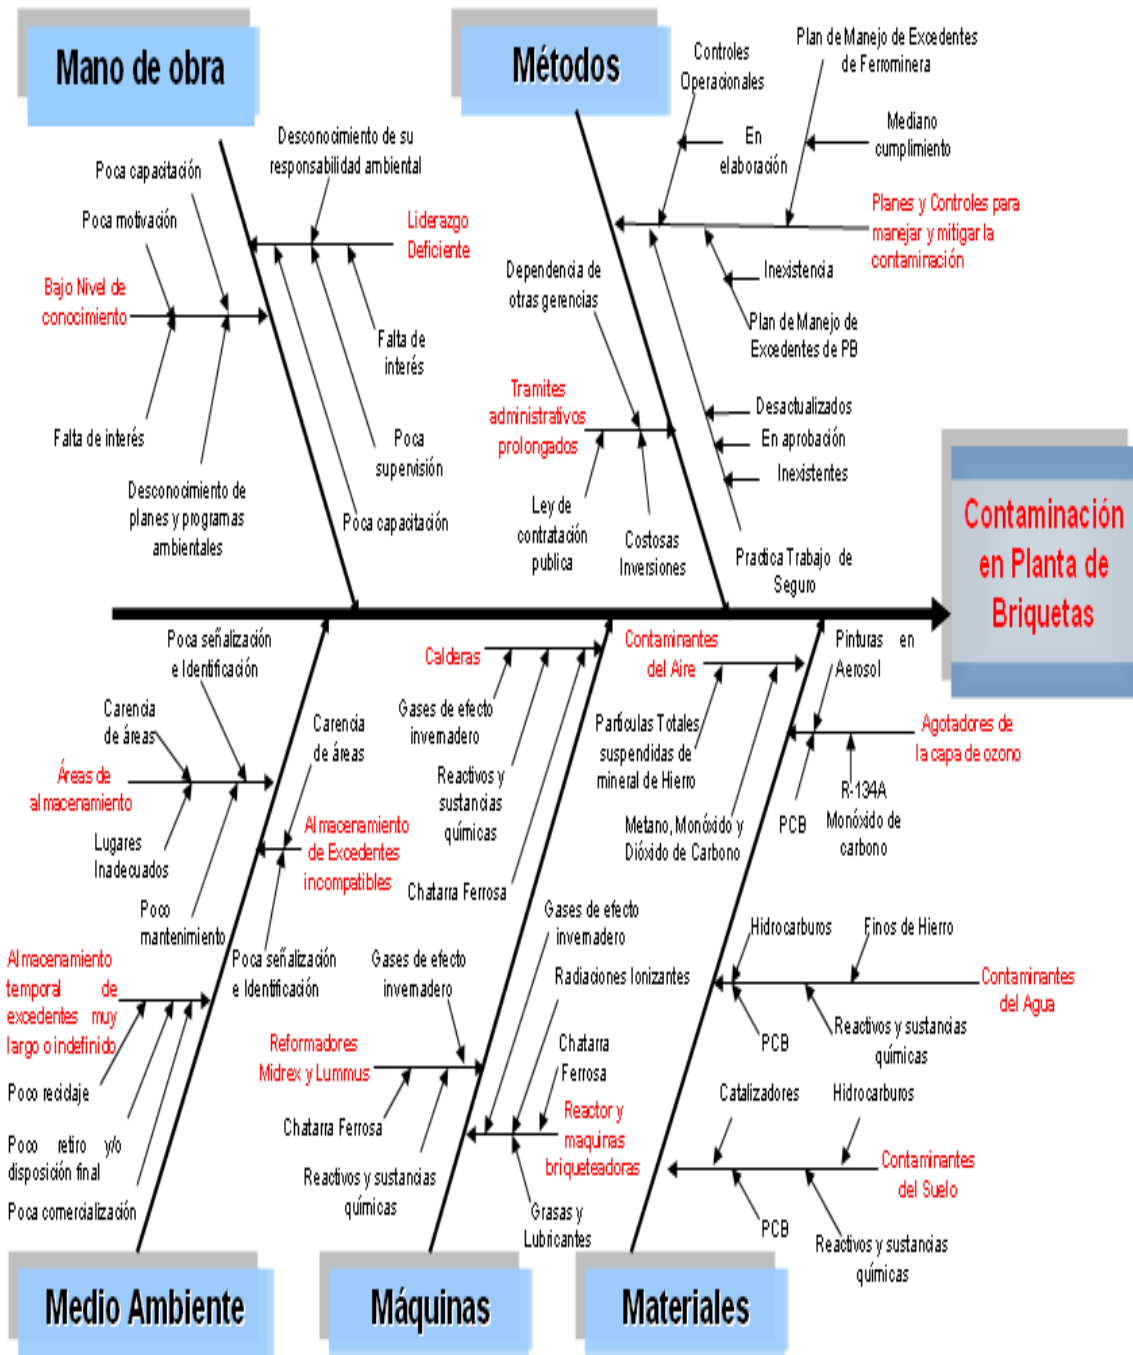 Mano de obra
Métodos
Controles
Operacionales
Plan de Manejo de Excedentes
de Ferrominera
En
elaboración
Mediano
cumplimiento
Planes y Controles para
manejar y mitigar la
contaminación
Inexistencia
Plan de Manejo de
Excedentes de PB
Desactualizados
En aprobación
Inexistentes
Practica Trabajo de
Seguro
Dependencia de
otras gerencias
Tramites
administrativos
prolongados
Ley de
contratación
publica
Costosas
Inversiones
Poca capacitación
Poca motivación
Bajo Nivel de
conocimiento
Falta de interés
Desconocimiento de
planes y programas
ambientales
Desconocimiento de su
responsabilidad ambiental
Liderazgo
Deficiente
Falta de
interés
Poca
supervisión
Poca capacitación
Contaminación
en Planta de
Briquetas
Poca señalización
e Identificación
Carencia
de áreas
Áreas de
almacenamiento
Lugares
Inadecuados
Poco
mantenimiento
Carencia
de áreas
Almacenamiento
de Excedentes
incompatibles
Poca señalización
e Identificación
Almacenamiento
temporal de
excedentes muy
largo o indefinido
Poco reciclaje
Poco retiro y/o
disposición final
Poca comercialización
Calderas
Gases de efecto
invernadero
Reactivos y
sustancias
químicas
Chatarra Ferrosa
Gases de efecto
invernadero
Reformadores
Midrex y Lummus
Chatarra Ferrosa
Reactivos y sustancias
químicas
Gases de efecto
invernadero
Radiaciones Ionizantes
Chatarra
Ferrosa
Reactor y
maquinas
briqueteadoras
Grasas y
Lubricantes
Contaminantes
del Aire
Partículas Totales
suspendidas de
mineral de Hierro
Metano, Monóxido y
Dióxido de Carbono
Pinturas en
Aerosol
Agotadores de
la capa de ozono
PCB
R-134A
Monóxido de
carbono
Hidrocarburos
Finos de Hierro
Contaminantes
del Agua
PCB
Reactivos y sustancias
químicas
Catalizadores
Hidrocarburos
Contaminantes
del Suelo
PCB
Reactivos y sustancias
químicas
Medio Ambiente
Máquinas
Materiales